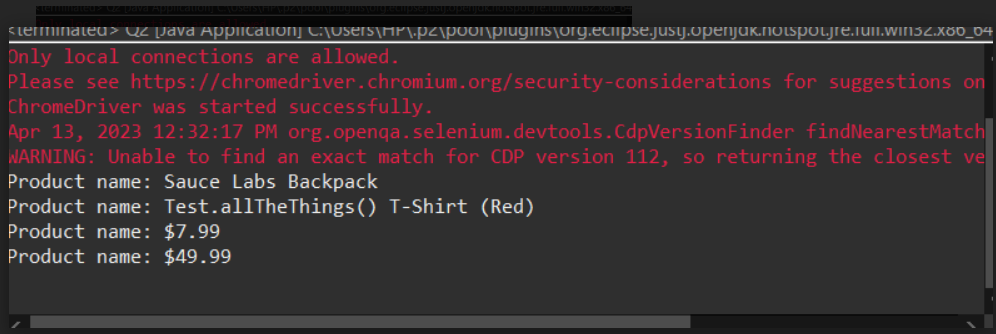 <terminated> Q2 [Java Application] C:\Users\HP\.p2\pool\plugins\org.eclipse.justj.openjdk.hotspot.jre.full.win32.x86_64
Only local connections are allowed.
Please see https://chromedriver.chromium.org/security-considerations for suggestions on
ChromeDriver was started successfully.
Apr 13, 2023 12:32:17 PM org.openqa.selenium.devtools.CdpVersionFinder findNearestMatch
WARNING: Unable to find an exact match for CDP version 112, so returning the closest ve
Product name: Sauce Labs Backpack
Product name: Test.allTheThings() T-Shirt (Red)
Product name: $7.99
Product name: $49.99